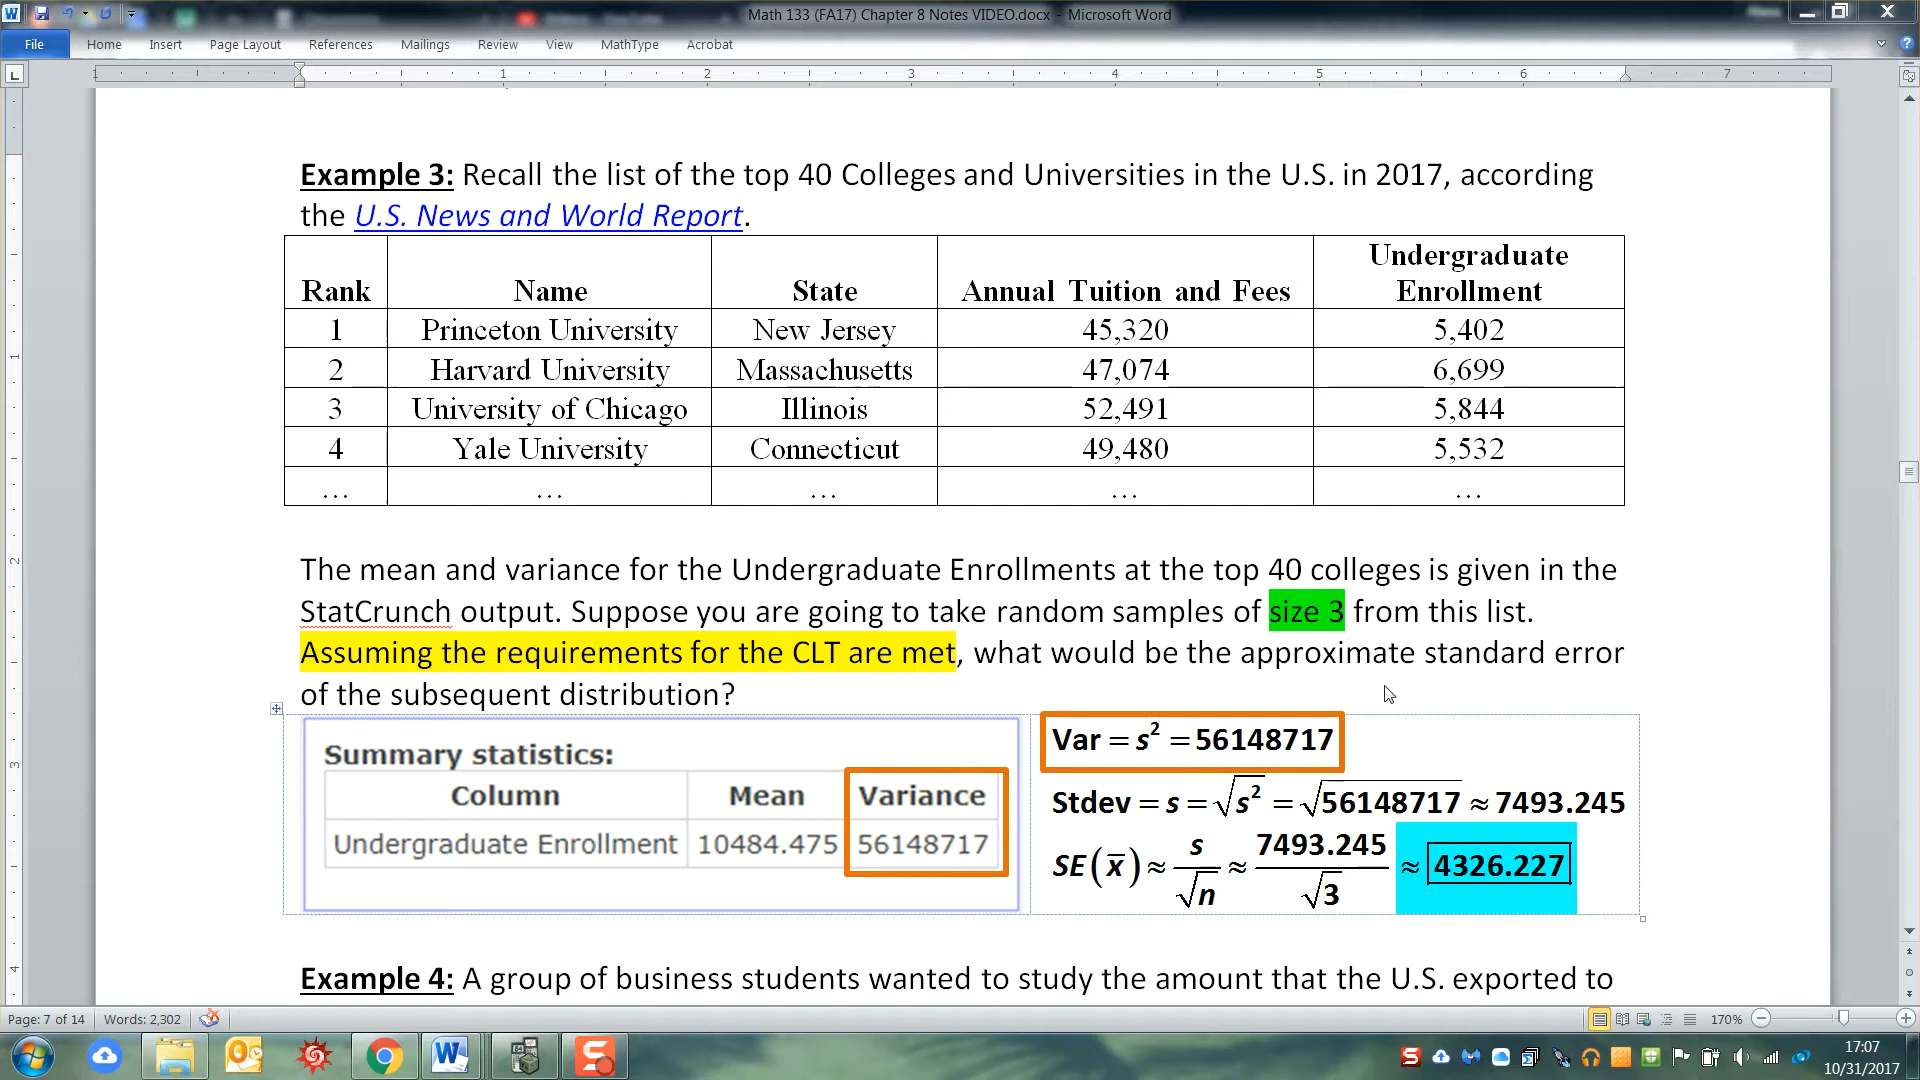 Math 133 (FA17) Chapter 8 Notes VIDEO.docx - Microsoft Word
File Home Insert Page Layout References Mailings Review View MathType Acrobat
1 1 2 3 4 5 6 7
Example 3: Recall the list of the top 40 Colleges and Universities in the U.S. in 2017, according
the U.S. News and World Report.
Rank Name State Annual Tuition and Fees Undergraduate Enrollment
1 Princeton University New Jersey 45,320 5,402
2 Harvard University Massachusetts 47,074 6,699
3 University of Chicago Illinois 52,491 5,844
4 Yale University Connecticut 49,480 5,532
... ... ... ... ...
The mean and variance for the Undergraduate Enrollments at the top 40 colleges is given in the
StatCrunch output. Suppose you are going to take random samples of size 3 from this list.
Assuming the requirements for the CLT are met, what would be the approximate standard error
of the subsequent distribution?
Summary statistics:
Column Mean Variance
Undergraduate Enrollment 10484.475 56148717
Var = s² = 56148717
Stdev = s = √s² = √56148717 ≈ 7493.245
SE(x̄) ≈ s/√n ≈ 7493.245/√3 ≈ 4326.227
Example 4: A group of business students wanted to study the amount that the U.S. exported to
Page: 7 of 14 Words: 2,302 170%
17:07
10/31/2017